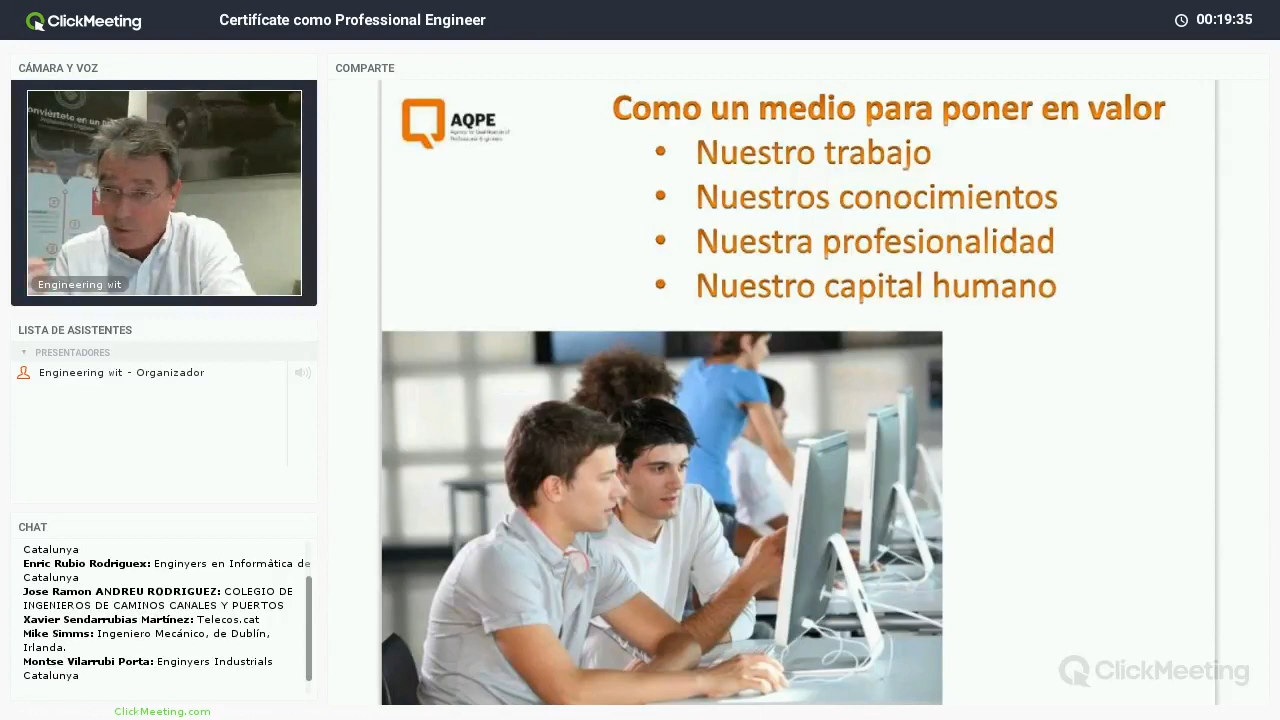 ClickMeeting
Certifícate como Professional Engineer
00:19:35
CÁMARA Y VOZ
Engineering wit
LISTA DE ASISTENTES
PRESENTADORES
Engineering wit - Organizador
CHAT
Catalunya
Enric Rubio Rodriguez: Enginyers en Informàtica de
Catalunya
Jose Ramon ANDREU RODRIGUEZ: COLEGIO DE
INGENIEROS DE CAMINOS CANALES Y PUERTOS
Xavier Sendarrubias Martínez: Telecos.cat
Mike Simms: Ingeniero Mecánico, de Dublín,
Irlanda.
Montse Vilarrubi Porta: Enginyers Industrials
Catalunya
ClickMeeting.com
COMPARTE
AQPE
Como un medio para poner en valor
• Nuestro trabajo
• Nuestros conocimientos
• Nuestra profesionalidad
• Nuestro capital humano
ClickMeeting